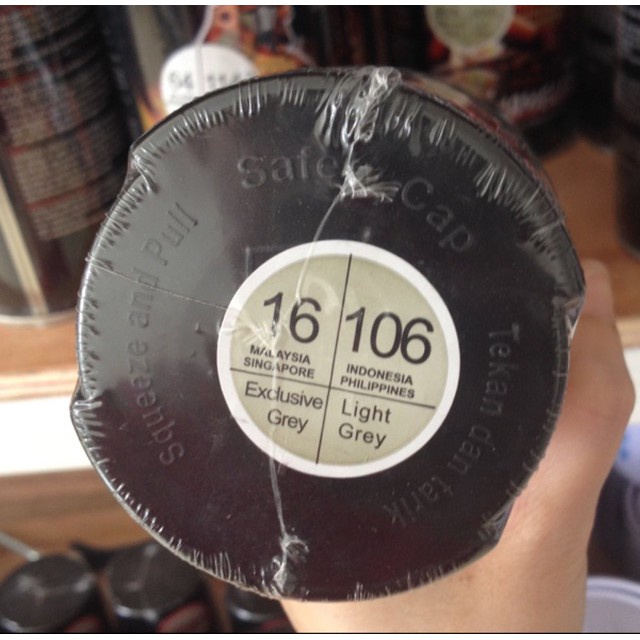 Safety Cap
Squeeze and Pull
Tekan dan tarik
16
MALAYSIA
SINGAPORE
Exclusive
Grey
106
INDONESIA
PHILIPPINES
Light
Grey